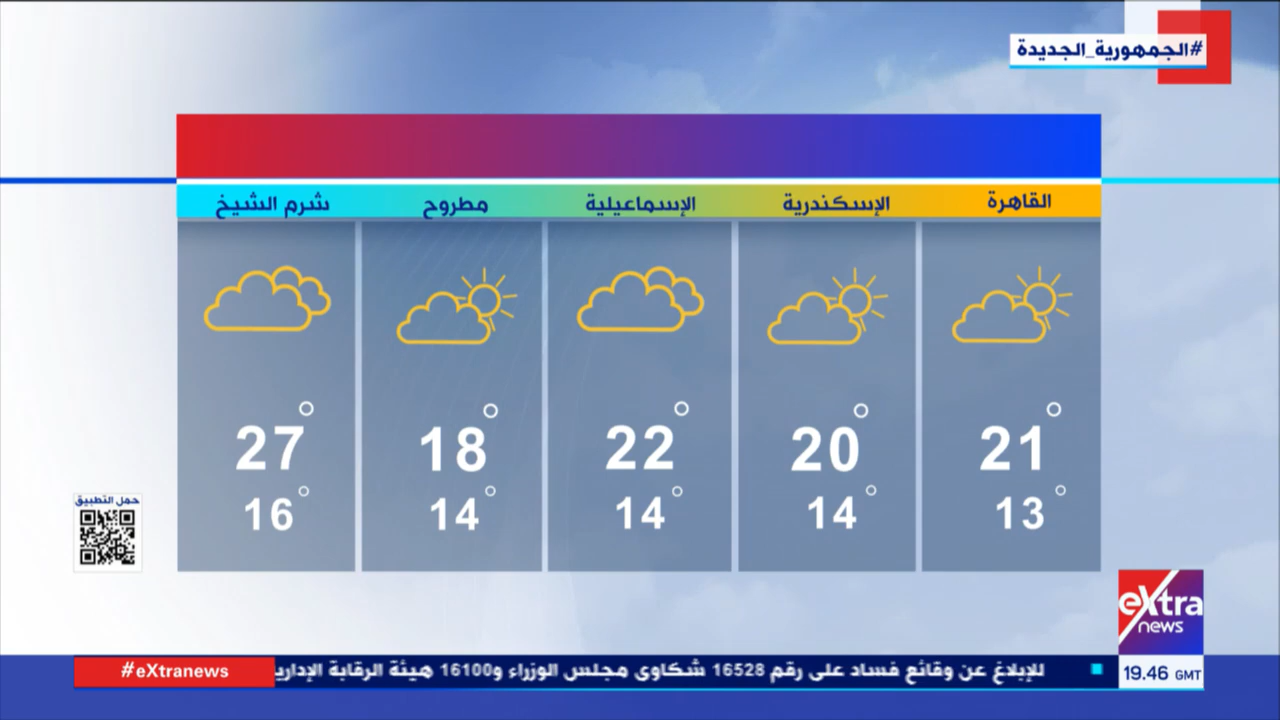 #الجمهورية_الجديدة
القاهرة الإسكندرية الإسماعيلية مطروح شرم الشيخ
21° 20° 22° 18° 27°
13° 14° 14° 14° 16°
حمل التطبيق
eXtra
news
للإبلاغ عن وقائع فساد على رقم 16528 شكاوى مجلس الوزراء و16100 هيئة الرقابة الإداري
#eXtranews
19.46 GMT